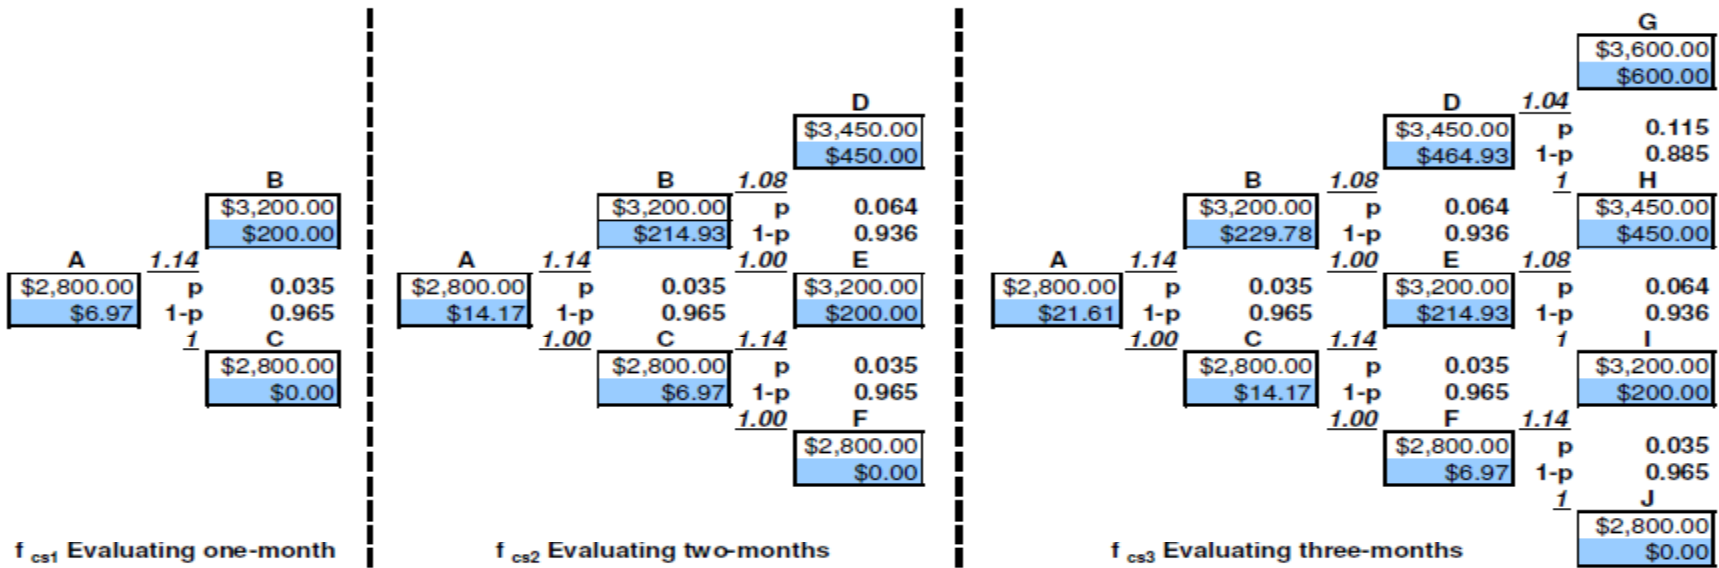 G
$3,600.00
$600.00
D D 1.04
$3,450.00 $3,450.00 p 0.115
$450.00 $464.93 1-p 0.885
B B 1.08 B 1.08 1 H
$3,200.00 $3,200.00 p 0.064 $3,200.00 p 0.064 $3,450.00
$200.00 $214.93 1-p 0.936 $229.78 1-p 0.936 $450.00
A 1.14 A 1.14 1.00 E A 1.14 1.00 E 1.08
$2,800.00 p 0.035 $2,800.00 p 0.035 $3,200.00 $2,800.00 p 0.035 $3,200.00 p 0.064
$6.97 1-p 0.965 $14.17 1-p 0.965 $200.00 $21.61 1-p 0.965 $214.93 1-p 0.936
1 C 1.00 C 1.14 1.00 C 1.14 1 I
$2,800.00 $2,800.00 p 0.035 $2,800.00 p 0.035 $3,200.00
$0.00 $6.97 1-p 0.965 $14.17 1-p 0.965 $200.00
1.00 F 1.00 F 1.14
$2,800.00 $2,800.00 p 0.035
$0.00 $6.97 1-p 0.965
1 J
$2,800.00
f cs1 Evaluating one-month f cs2 Evaluating two-months f cs3 Evaluating three-months $0.00